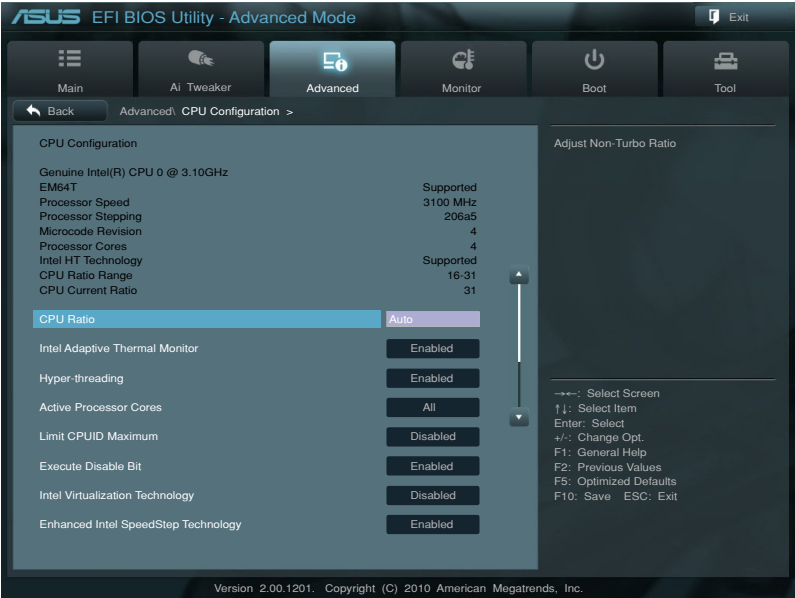 ASUS EFI BIOS Utility - Advanced Mode
Exit
Main
Ai Tweaker
Advanced
Monitor
Boot
Tool
Back
Advanced\ CPU Configuration >
CPU Configuration
Genuine Intel(R) CPU 0 @ 3.10GHz
EM64T Supported
Processor Speed 3100 MHz
Processor Stepping 206a5
Microcode Revision 4
Processor Cores 4
Intel HT Technology Supported
CPU Ratio Range 16-31
CPU Current Ratio 31
CPU Ratio Auto
Intel Adaptive Thermal Monitor Enabled
Hyper-threading Enabled
Active Processor Cores All
Limit CPUID Maximum Disabled
Execute Disable Bit Enabled
Intel Virtualization Technology Disabled
Enhanced Intel SpeedStep Technology Enabled
Adjust Non-Turbo Ratio
→←: Select Screen
↑↓: Select Item
Enter: Select
+/-: Change Opt.
F1: General Help
F2: Previous Values
F5: Optimized Defaults
F10: Save ESC: Exit
Version 2.00.1201. Copyright (C) 2010 American Megatrends, Inc.